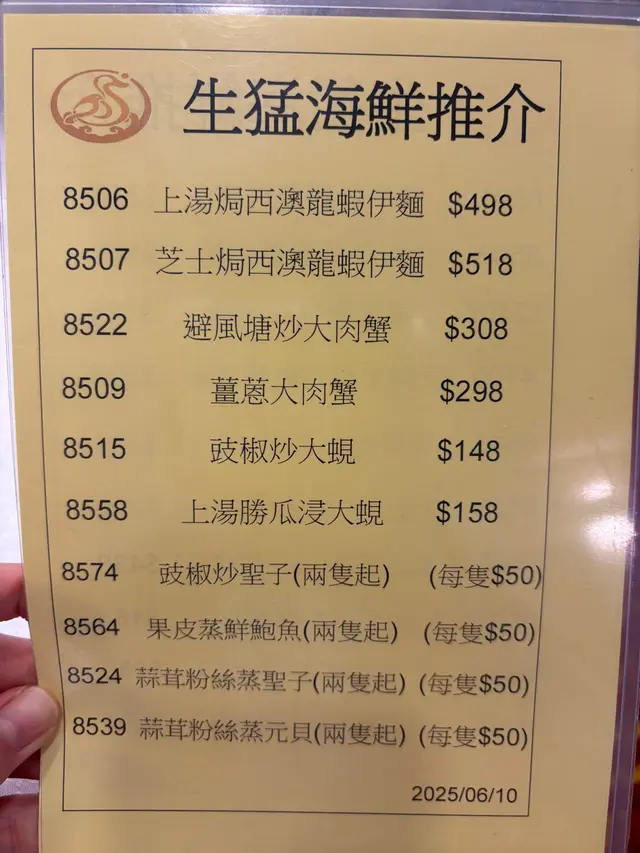 生猛海鮮推介
8506 上湯焗西澳龍蝦伊麵 $498
8507 芝士焗西澳龍蝦伊麵 $518
8522 避風塘炒大肉蟹 $308
8509 薑蔥大肉蟹 $298
8515 豉椒炒大蜆 $148
8558 上湯勝瓜浸大蜆 $158
8574 豉椒炒聖子(兩隻起) (每隻$50)
8564 果皮蒸鮮鮑魚(兩隻起) (每隻$50)
8524 蒜茸粉絲蒸聖子(兩隻起) (每隻$50)
8539 蒜茸粉絲蒸元貝(兩隻起) (每隻$50)
2025/06/10